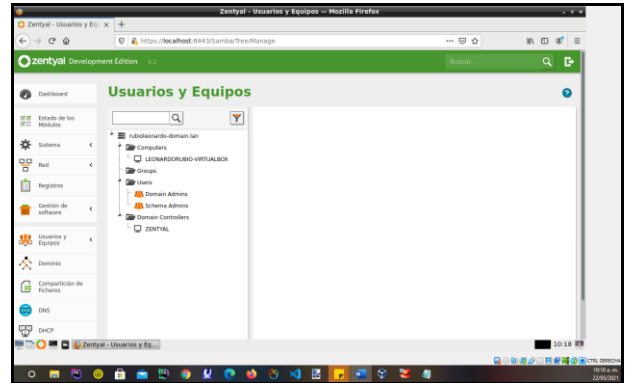 Zentyal - Usuarios y Equipos — Mozilla Firefox
Zentyal - Usuarios y Eq
https://localhost:8443/Samba/Tree/Manage
zentyal Development Edition 6.2
Buscar...
Dashboard
Usuarios y Equipos
Estado de los Módulos
Sistema
Red
Registros
Gestión de software
Usuarios y Equipos
Dominio
Compartición de Ficheros
DNS
DHCP
rubioleonardo-domain.lan
Computers
LEONARDORUBIO-VIRTUALBOX
Groups
Users
Domain Admins
Schema Admins
Domain Controllers
ZENTYAL
Zentyal - Usuarios y Eq...
10:18
CTRL DERECHA
10:18 a. m.
22/05/2021